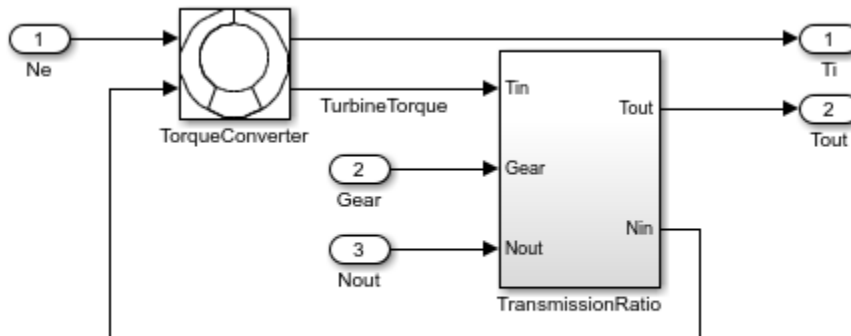 1
Ne
TorqueConverter
TurbineTorque
1
Ti
2
Tout
Tin
Gear
Nout
Tout
Nin
TransmissionRatio
2
Gear
3
Nout